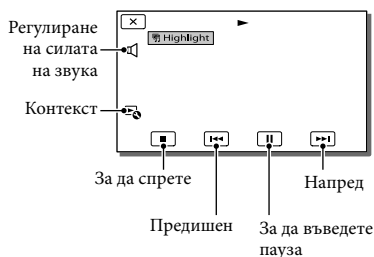 Регулиране
на силата
на звука
Highlight
Контекст
За да спрете
Напред
Предишен
За да въведете
пауза